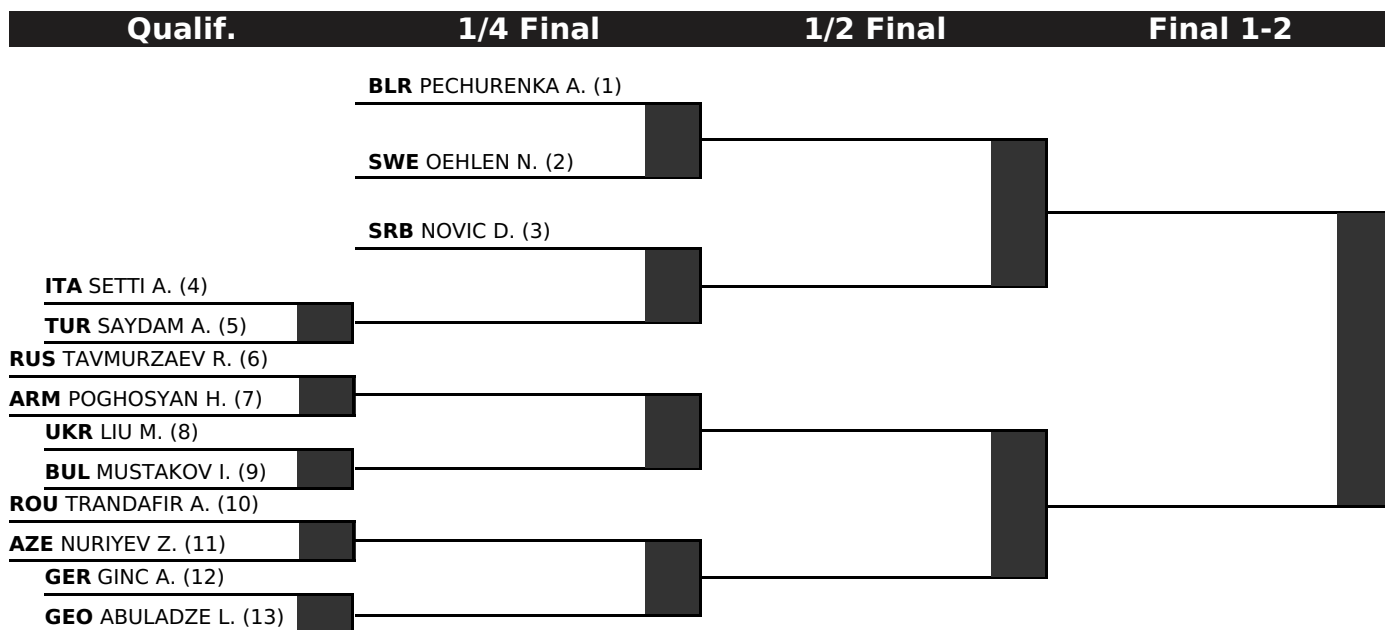 Qualif. 1/4 Final 1/2 Final Final 1-2
BLR PECHURENKA A. (1)
SWE OEHLEN N. (2)
SRB NOVIC D. (3)
ITA SETTI A. (4)
TUR SAYDAM A. (5)
RUS TAVMURZAEV R. (6)
ARM POGHOSYAN H. (7)
UKR LIU M. (8)
BUL MUSTAKOV I. (9)
ROU TRANDAFIR A. (10)
AZE NURIYEV Z. (11)
GER GINC A. (12)
GEO ABULADZE L. (13)